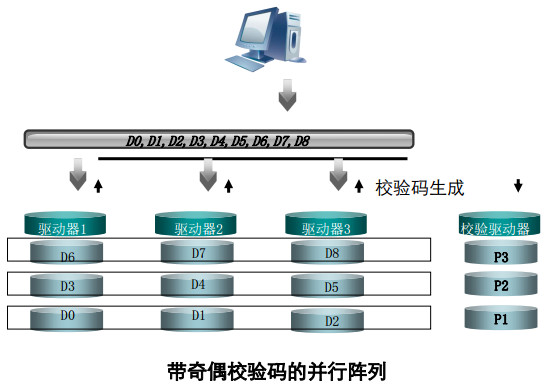 D0, D1, D2, D3, D4, D5, D6, D7, D8
校验码生成
驱动器1 驱动器2 驱动器3 校验驱动器
D6 D7 D8 P3
D3 D4 D5 P2
D0 D1 D2 P1
带奇偶校验码的并行阵列